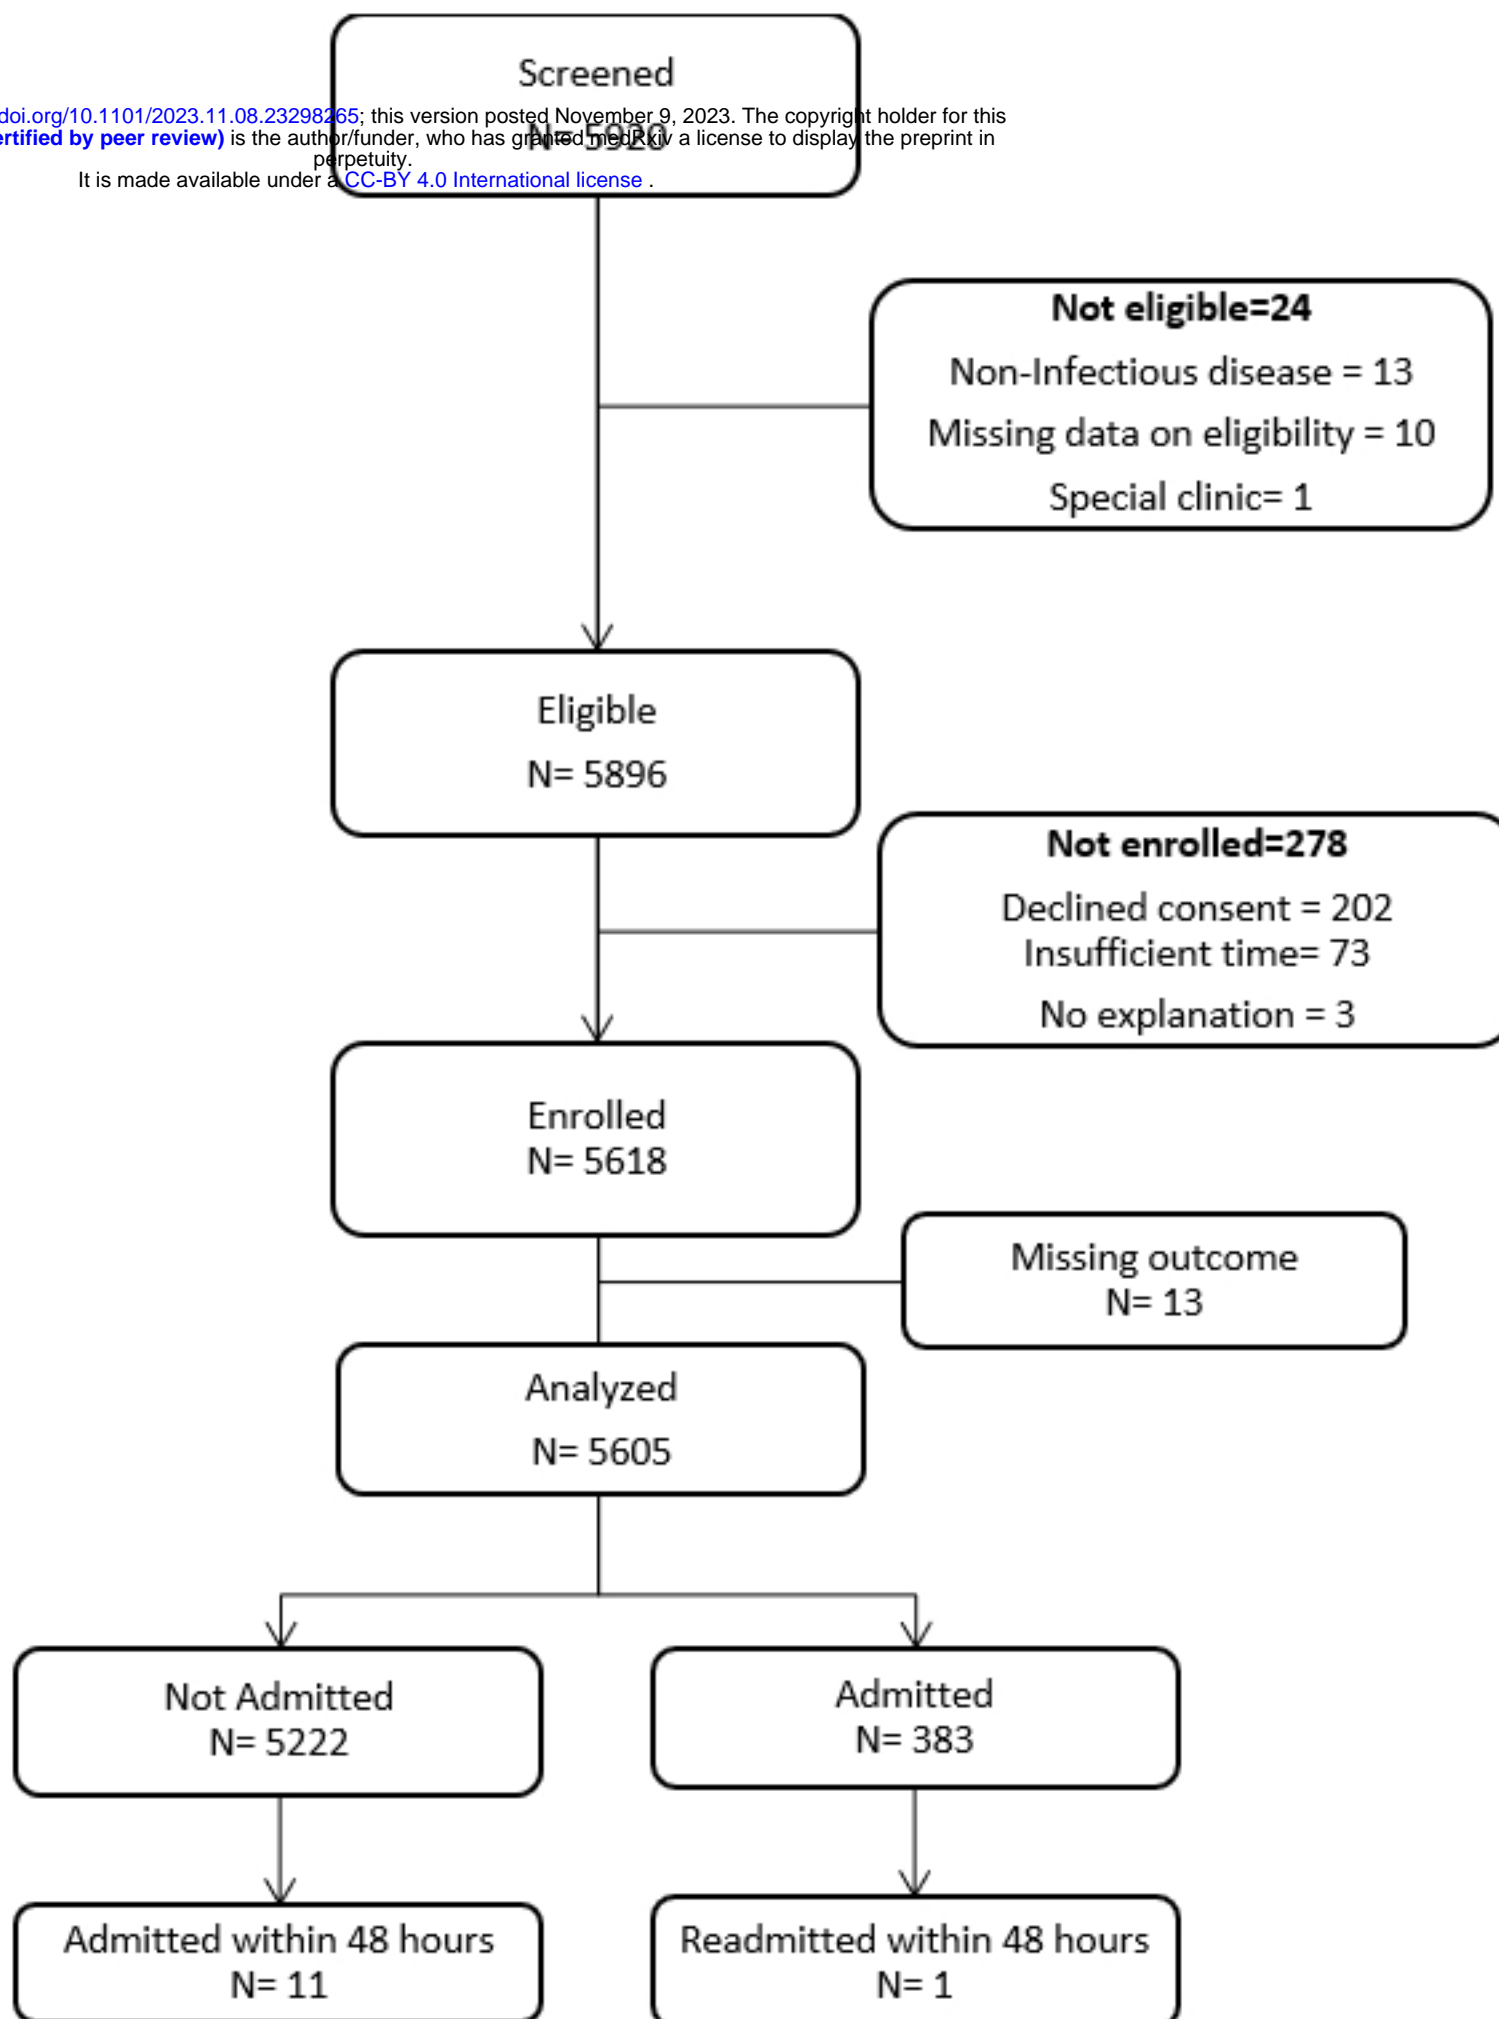 Screened
doi.org/10.1101/2023.11.08.23298265; this version posted November 9, 2023. The copyright holder for this
N= 5920
certified by peer review) is the author/funder, who has granted medRxiv a license to display the preprint in
perpetuity.
It is made available under a CC-BY 4.0 International license .
Not eligible=24
Non-Infectious disease = 13
Missing data on eligibility = 10
Special clinic= 1
Eligible
N= 5896
Not enrolled=278
Declined consent = 202
Insufficient time= 73
No explanation = 3
Enrolled
N= 5618
Missing outcome
N= 13
Analyzed
N= 5605
Not Admitted
N= 5222
Admitted
N= 383
Admitted within 48 hours
N= 11
Readmitted within 48 hours
N= 1